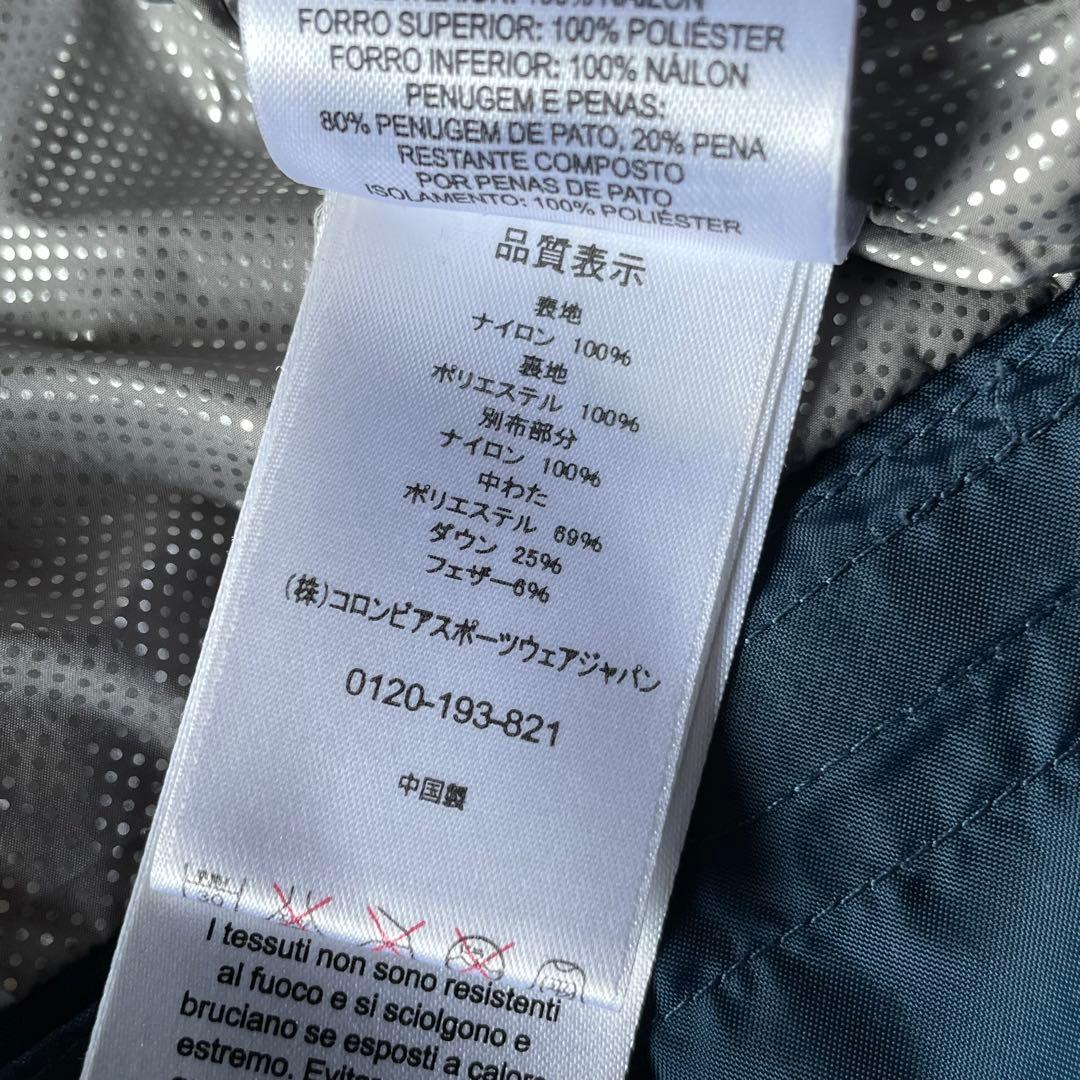 100% NÁILON
FORRO SUPERIOR: 100% POLIÉSTER
FORRO INFERIOR: 100% NÁILON
PENUGEM E PENAS:
80% PENUGEM DE PATO, 20% PENA
RESTANTE COMPOSTO
POR PENAS DE PATO
ISOLAMENTO: 100% POLIÉSTER
品質表示
表地
ナイロン 100%
裏地
ポリエステル 100%
別布部分
ナイロン 100%
中わた
ポリエステル 69%
ダウン 25%
フェザー6%
(株)コロンビアスポーツウェアジャパン
0120-193-821
中国製
30
I tessuti non sono resistenti
al fuoco e si sciolgono e
bruciano se esposti a calore
estremo.